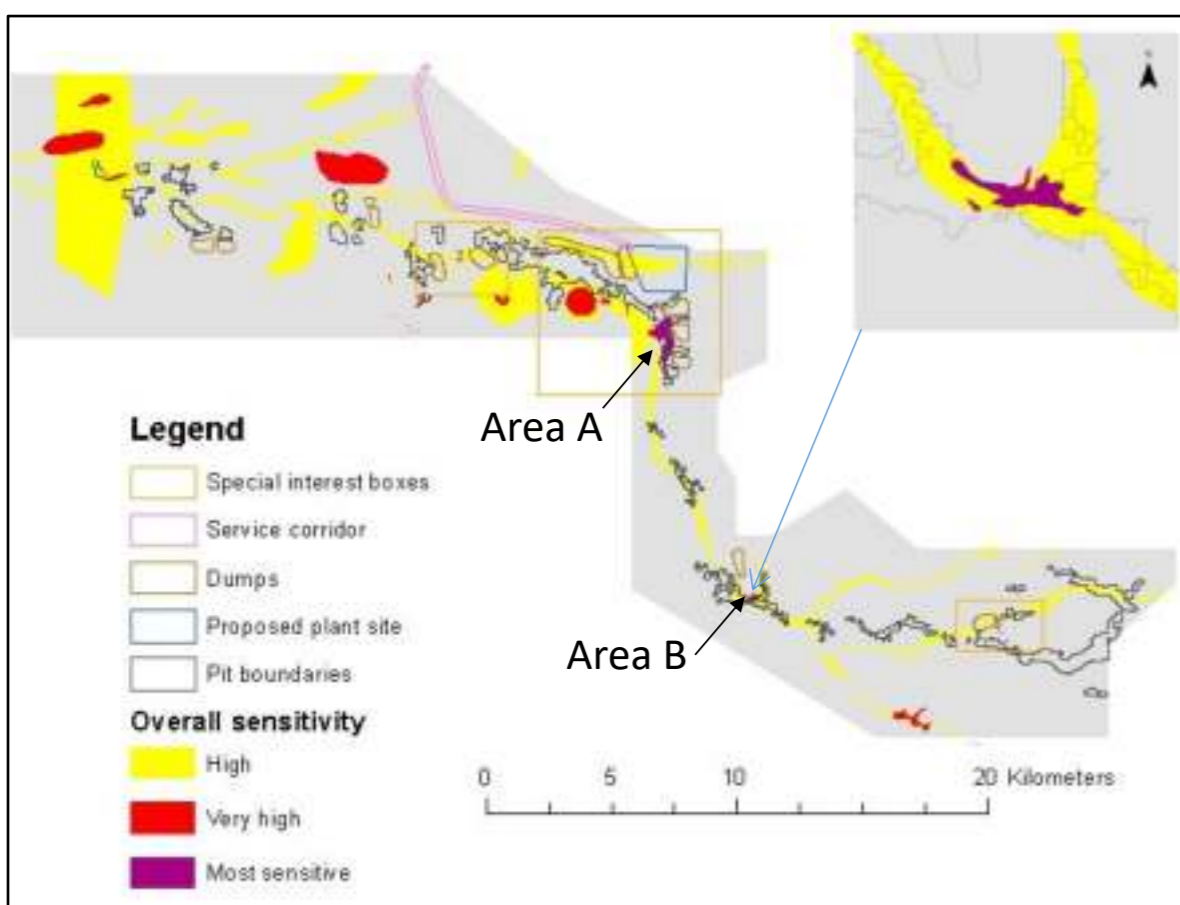 Area A
Legend
Special interest boxes
Service corridor
Dumps
Proposed plant site
Pit boundaries
Area B
Overall sensitivity
High
Very high
Most sensitive
0 5 10 20 Kilometers